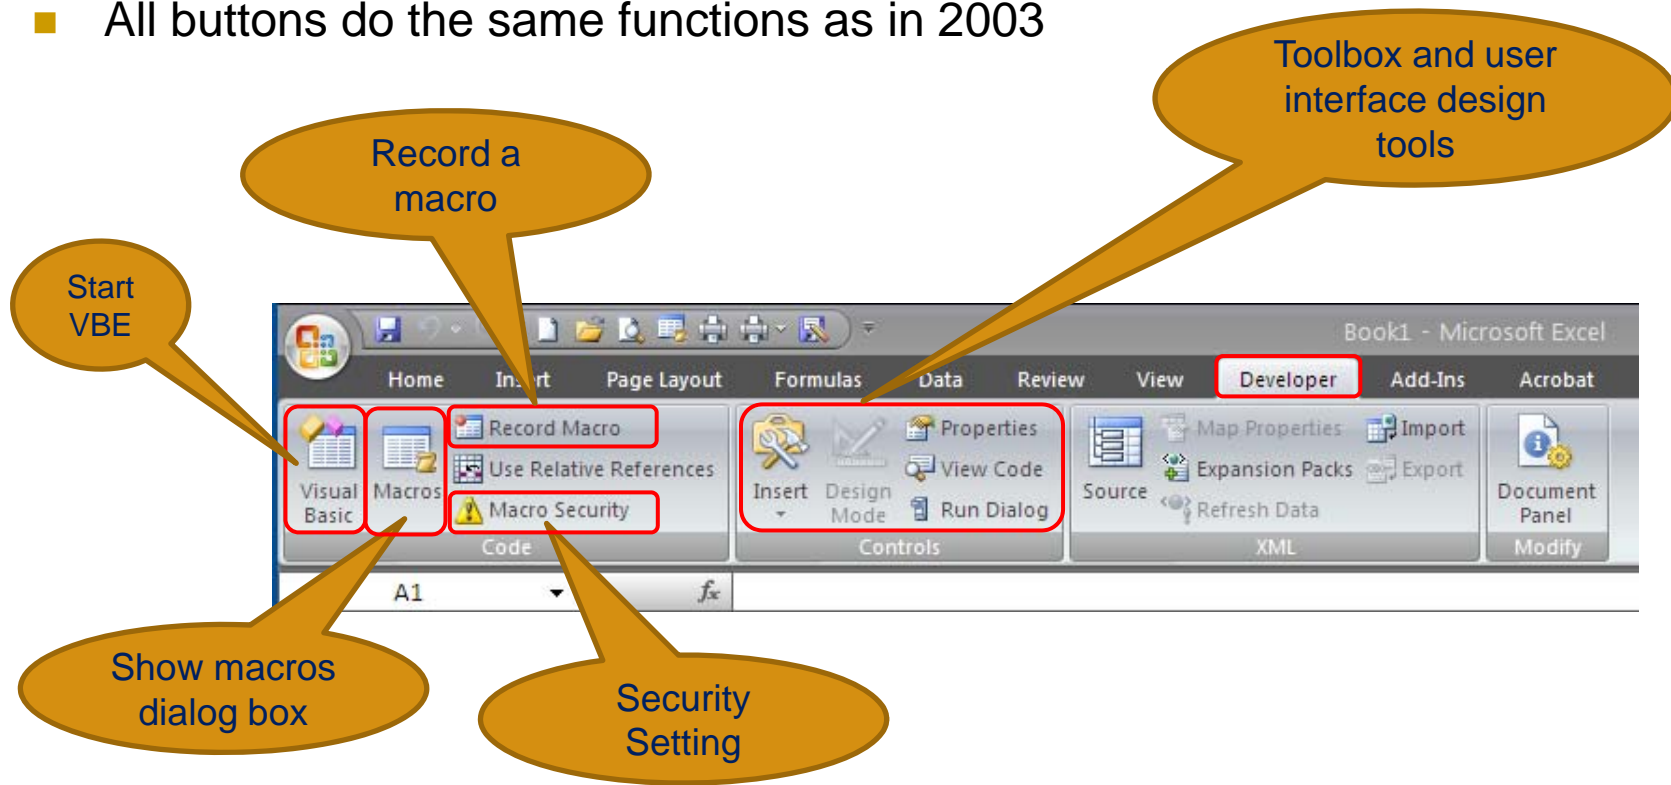 All buttons do the same functions as in 2003
Toolbox and user
interface design
tools
Record a
macro
Start
VBE
Book1 - Microsoft Excel
Home Insert Page Layout Formulas Data Review View Developer Add-Ins Acrobat
Visual
Basic
Macros
Record Macro
Use Relative References
Macro Security
Code
Insert
Design
Mode
Properties
View Code
Run Dialog
Controls
Source
Map Properties
Expansion Packs
Refresh Data
Import
Export
XML
Document
Panel
Modify
A1
fx
Show macros
dialog box
Security
Setting